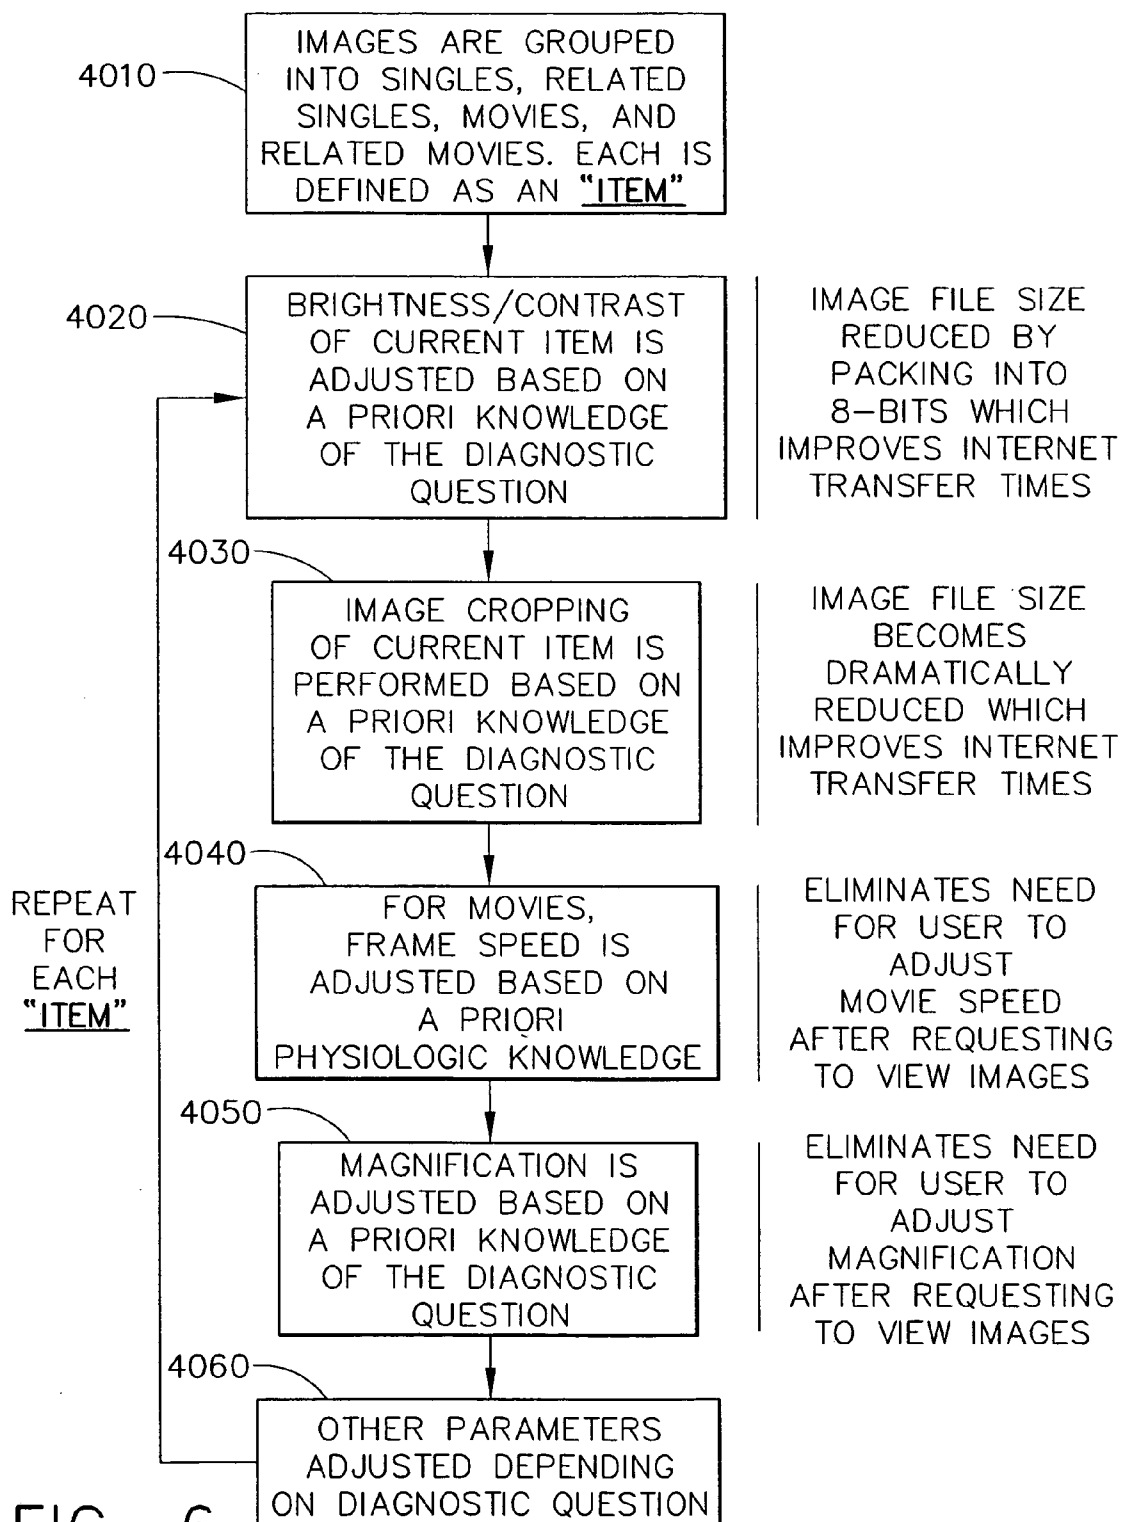 4010
IMAGES ARE GROUPED
INTO SINGLES, RELATED
SINGLES, MOVIES, AND
RELATED MOVIES. EACH IS
DEFINED AS AN "ITEM"
4020
BRIGHTNESS/CONTRAST
OF CURRENT ITEM IS
ADJUSTED BASED ON
A PRIORI KNOWLEDGE
OF THE DIAGNOSTIC
QUESTION
IMAGE FILE SIZE
REDUCED BY
PACKING INTO
8-BITS WHICH
IMPROVES INTERNET
TRANSFER TIMES
4030
IMAGE CROPPING
OF CURRENT ITEM IS
PERFORMED BASED ON
A PRIORI KNOWLEDGE
OF THE DIAGNOSTIC
QUESTION
IMAGE FILE SIZE
BECOMES
DRAMATICALLY
REDUCED WHICH
IMPROVES INTERNET
TRANSFER TIMES
4040
FOR MOVIES,
FRAME SPEED IS
ADJUSTED BASED ON
A PRIORI
PHYSIOLOGIC KNOWLEDGE
ELIMINATES NEED
FOR USER TO
ADJUST
MOVIE SPEED
AFTER REQUESTING
TO VIEW IMAGES
REPEAT
FOR
EACH
"ITEM"
4050
MAGNIFICATION IS
ADJUSTED BASED ON
A PRIORI KNOWLEDGE
OF THE DIAGNOSTIC
QUESTION
ELIMINATES NEED
FOR USER TO
ADJUST
MAGNIFICATION
AFTER REQUESTING
TO VIEW IMAGES
4060
OTHER PARAMETERS
ADJUSTED DEPENDING
ON DIAGNOSTIC QUESTION